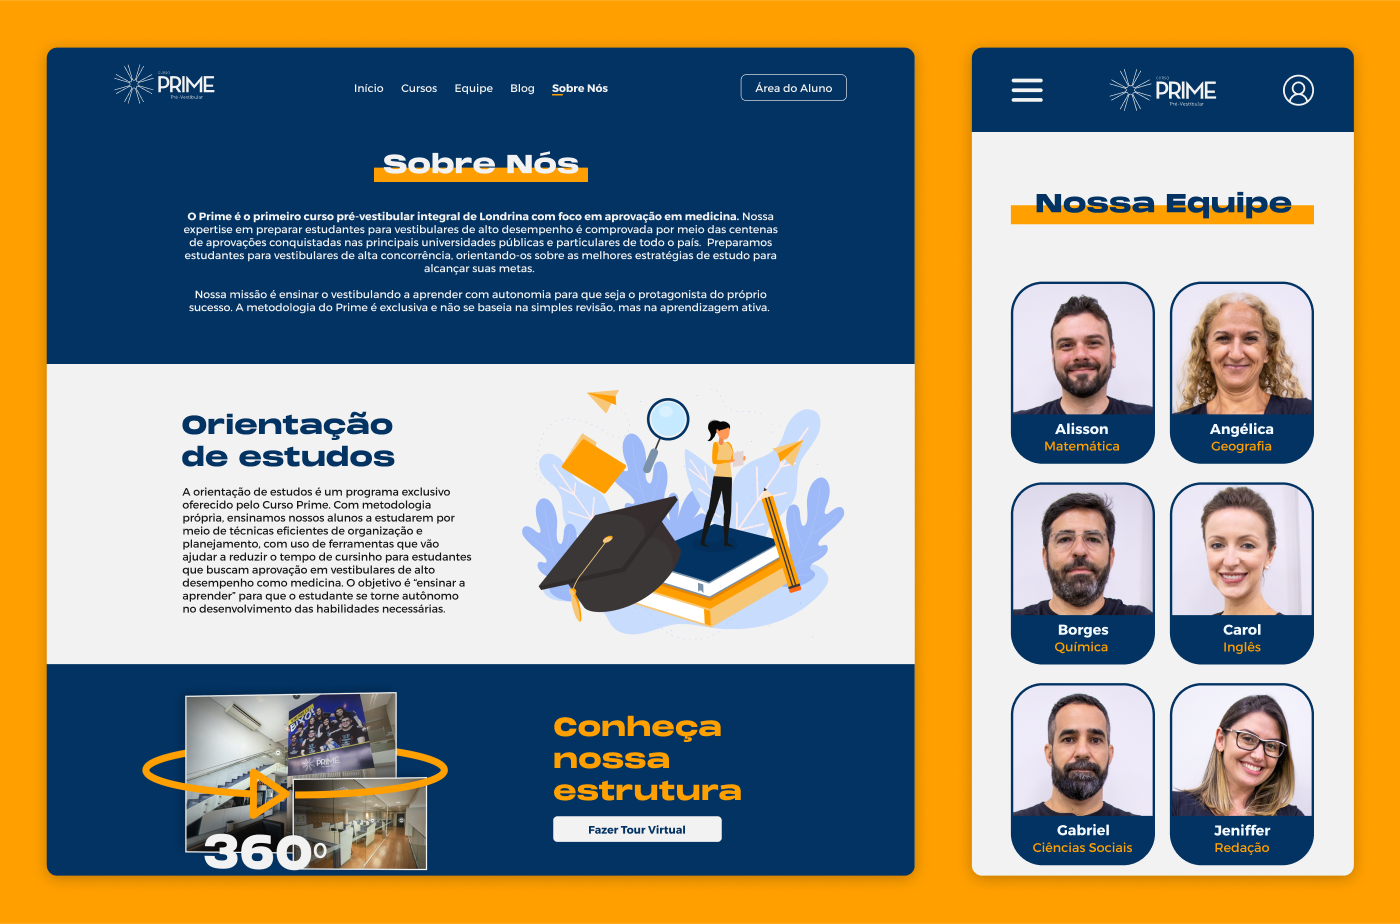 CURSO
PRIME
Pré-Vestibular
Início
Cursos
Equipe
Blog
Sobre Nós
Área do Aluno
Sobre Nós
O Prime é o primeiro curso pré-vestibular integral de Londrina com foco em aprovação em medicina. Nossa
expertise em preparar estudantes para vestibulares de alto desempenho é comprovada por meio das centenas
de aprovações conquistadas nas principais universidades públicas e particulares de todo o país. Preparamos
estudantes para vestibulares de alta concorrência, orientando-os sobre as melhores estratégias de estudo para
alcançar suas metas.
Nossa missão é ensinar o vestibulando a aprender com autonomia para que seja o protagonista do próprio
sucesso. A metodologia do Prime é exclusiva e não se baseia na simples revisão, mas na aprendizagem ativa.
Orientação
de estudos
A orientação de estudos é um programa exclusivo
oferecido pelo Curso Prime. Com metodologia
própria, ensinamos nossos alunos a estudarem por
meio de técnicas eficientes de organização e
planejamento, com uso de ferramentas que vão
ajudar a reduzir o tempo de cursinho para estudantes
que buscam aprovação em vestibulares de alto
desempenho como medicina. O objetivo é “ensinar a
aprender” para que o estudante se torne autônomo
no desenvolvimento das habilidades necessárias.
BIXO!
PRIME
360º
Conheça
nossa
estrutura
Fazer Tour Virtual
CURSO
PRIME
Pré-Vestibular
Nossa Equipe
Alisson
Matemática
Angélica
Geografia
Borges
Química
Carol
Inglês
Gabriel
Ciências Sociais
Jeniffer
Redação